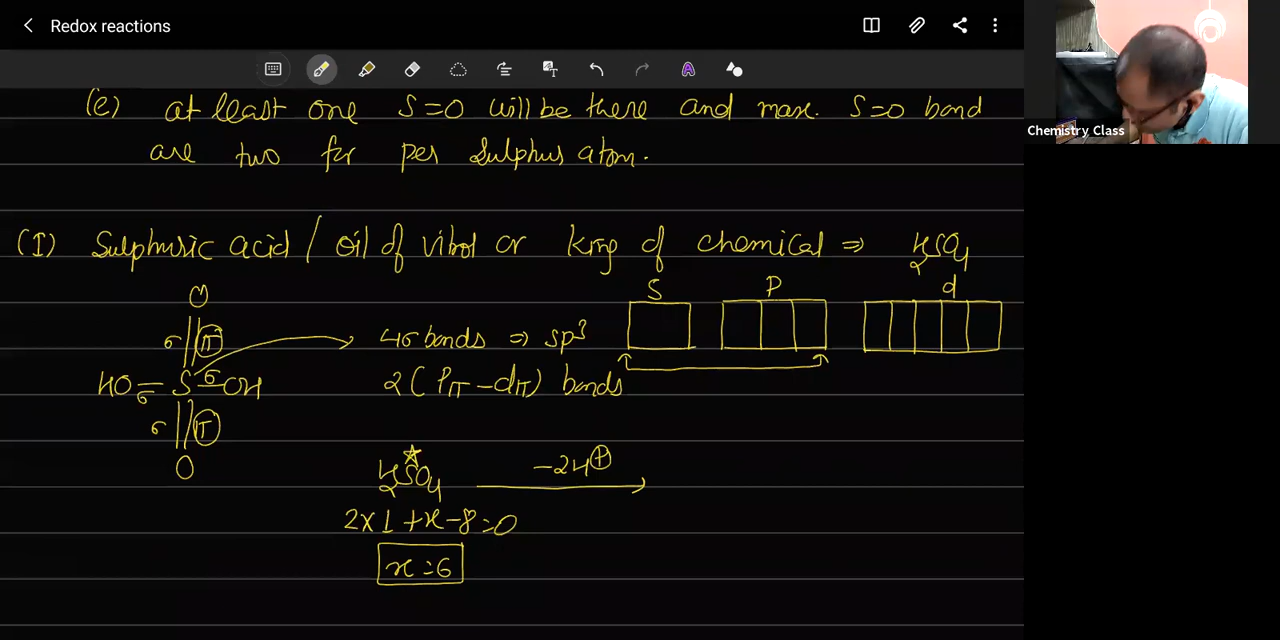 Redox reactions
Chemistry Class
(e) at least one S=O will be there and max. S=O bond
are two for per Sulphus atom.
(I) Sulphuric acid / oil of vitrol or king of chemical ⇒ H2SO4
S P d
O
σ π
4σ bonds ⇒ sp³
HO σ S σ OH
2(Pπ-dπ) bonds
σ π
O
H2SO4 -2H⊕
2×1+x-8=0
x=6